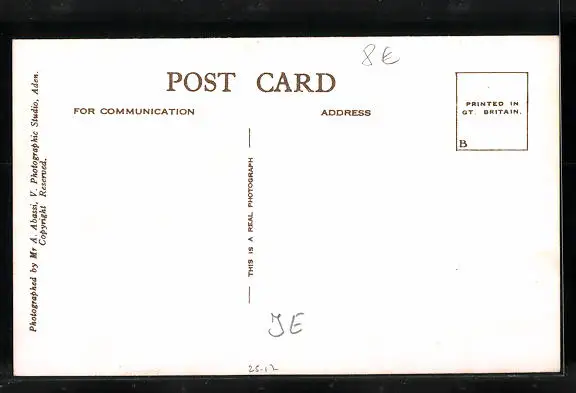 8E
POST CARD
FOR COMMUNICATION
ADDRESS
PRINTED IN
GT. BRITAIN.
B
Photographed by Mr A. Abassi, V. Photographic Studio, Aden.
Copyright Reserved.
THIS IS A REAL PHOTOGRAPH
JE
25-12